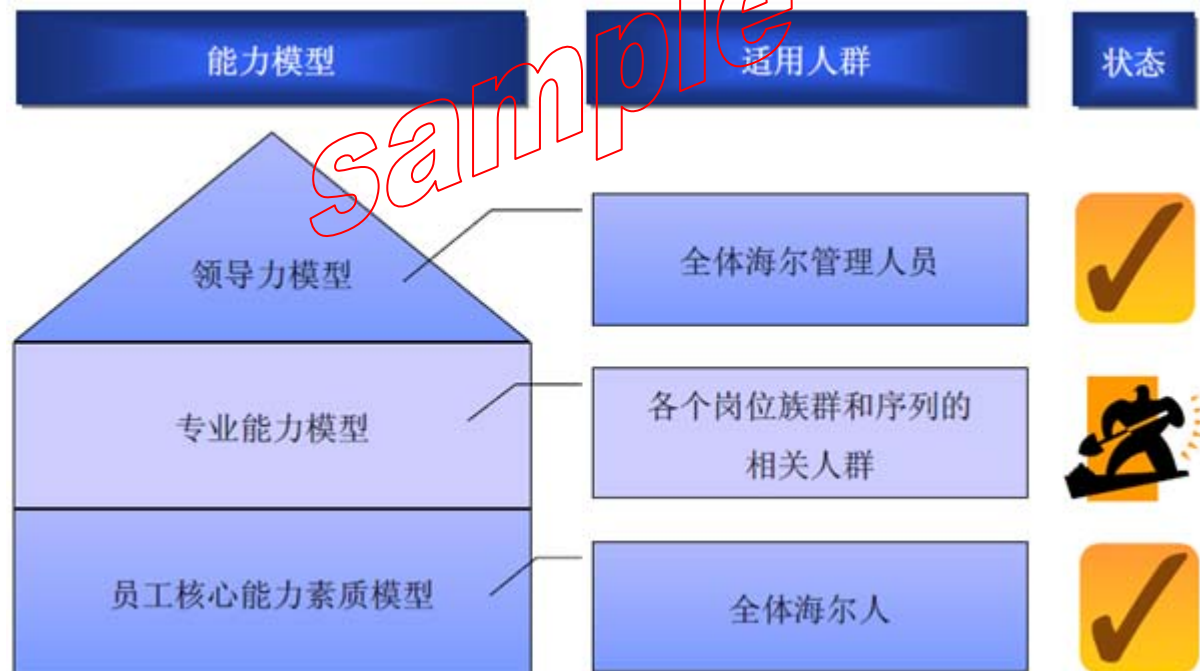 能力模型
适用人群
状态
sample
领导力模型
全体海尔管理人员
专业能力模型
各个岗位族群和序列的
相关人群
员工核心能力素质模型
全体海尔人